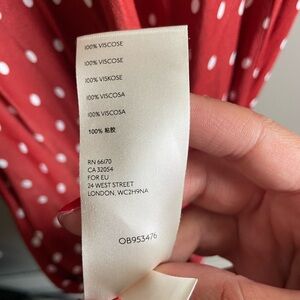 100% VISCOSE
100% VISCOSE
100% VISKOSE
100% VISCOSA
100% VISCOSA
100% 粘胶
RN 66170
CA 32054
FOR EU
24 WEST STREET
LONDON, WC2H9NA
OB953476